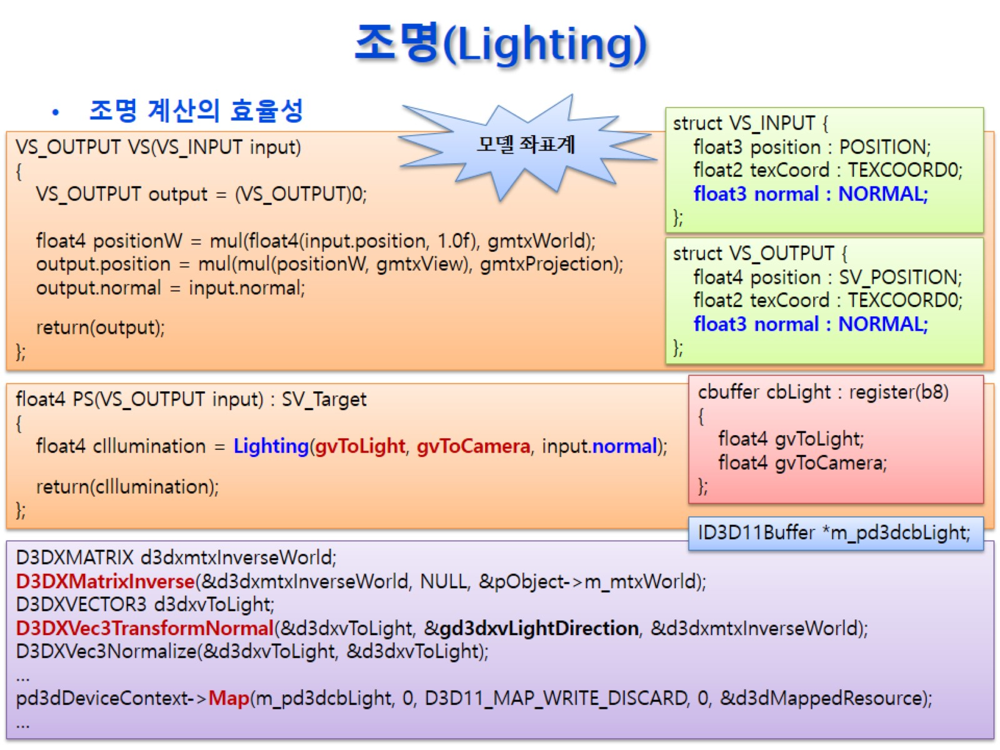 조명(Lighting)
• 조명 계산의 효율성
모델 좌표계
VS_OUTPUT VS(VS_INPUT input)
{
VS_OUTPUT output = (VS_OUTPUT)0;
float4 positionW = mul(float4(input.position, 1.0f), gmtxWorld);
output.position = mul(mul(positionW, gmtxView), gmtxProjection);
output.normal = input.normal;
return(output);
};
struct VS_INPUT {
float3 position : POSITION;
float2 texCoord : TEXCOORD0;
float3 normal : NORMAL;
};
struct VS_OUTPUT {
float4 position : SV_POSITION;
float2 texCoord : TEXCOORD0;
float3 normal : NORMAL;
};
float4 PS(VS_OUTPUT input) : SV_Target
{
float4 cIllumination = Lighting(gvToLight, gvToCamera, input.normal);
return(cIllumination);
};
cbuffer cbLight : register(b8)
{
float4 gvToLight;
float4 gvToCamera;
};
ID3D11Buffer *m_pd3dcbLight;
D3DXMATRIX d3dxmtxInverseWorld;
D3DXMatrixInverse(&d3dxmtxInverseWorld, NULL, &pObject->m_mtxWorld);
D3DXVECTOR3 d3dxvToLight;
D3DXVec3TransformNormal(&d3dxvToLight, &gd3dxvLightDirection, &d3dxmtxInverseWorld);
D3DXVec3Normalize(&d3dxvToLight, &d3dxvToLight);
...
pd3dDeviceContext->Map(m_pd3dcbLight, 0, D3D11_MAP_WRITE_DISCARD, 0, &d3dMappedResource);
...